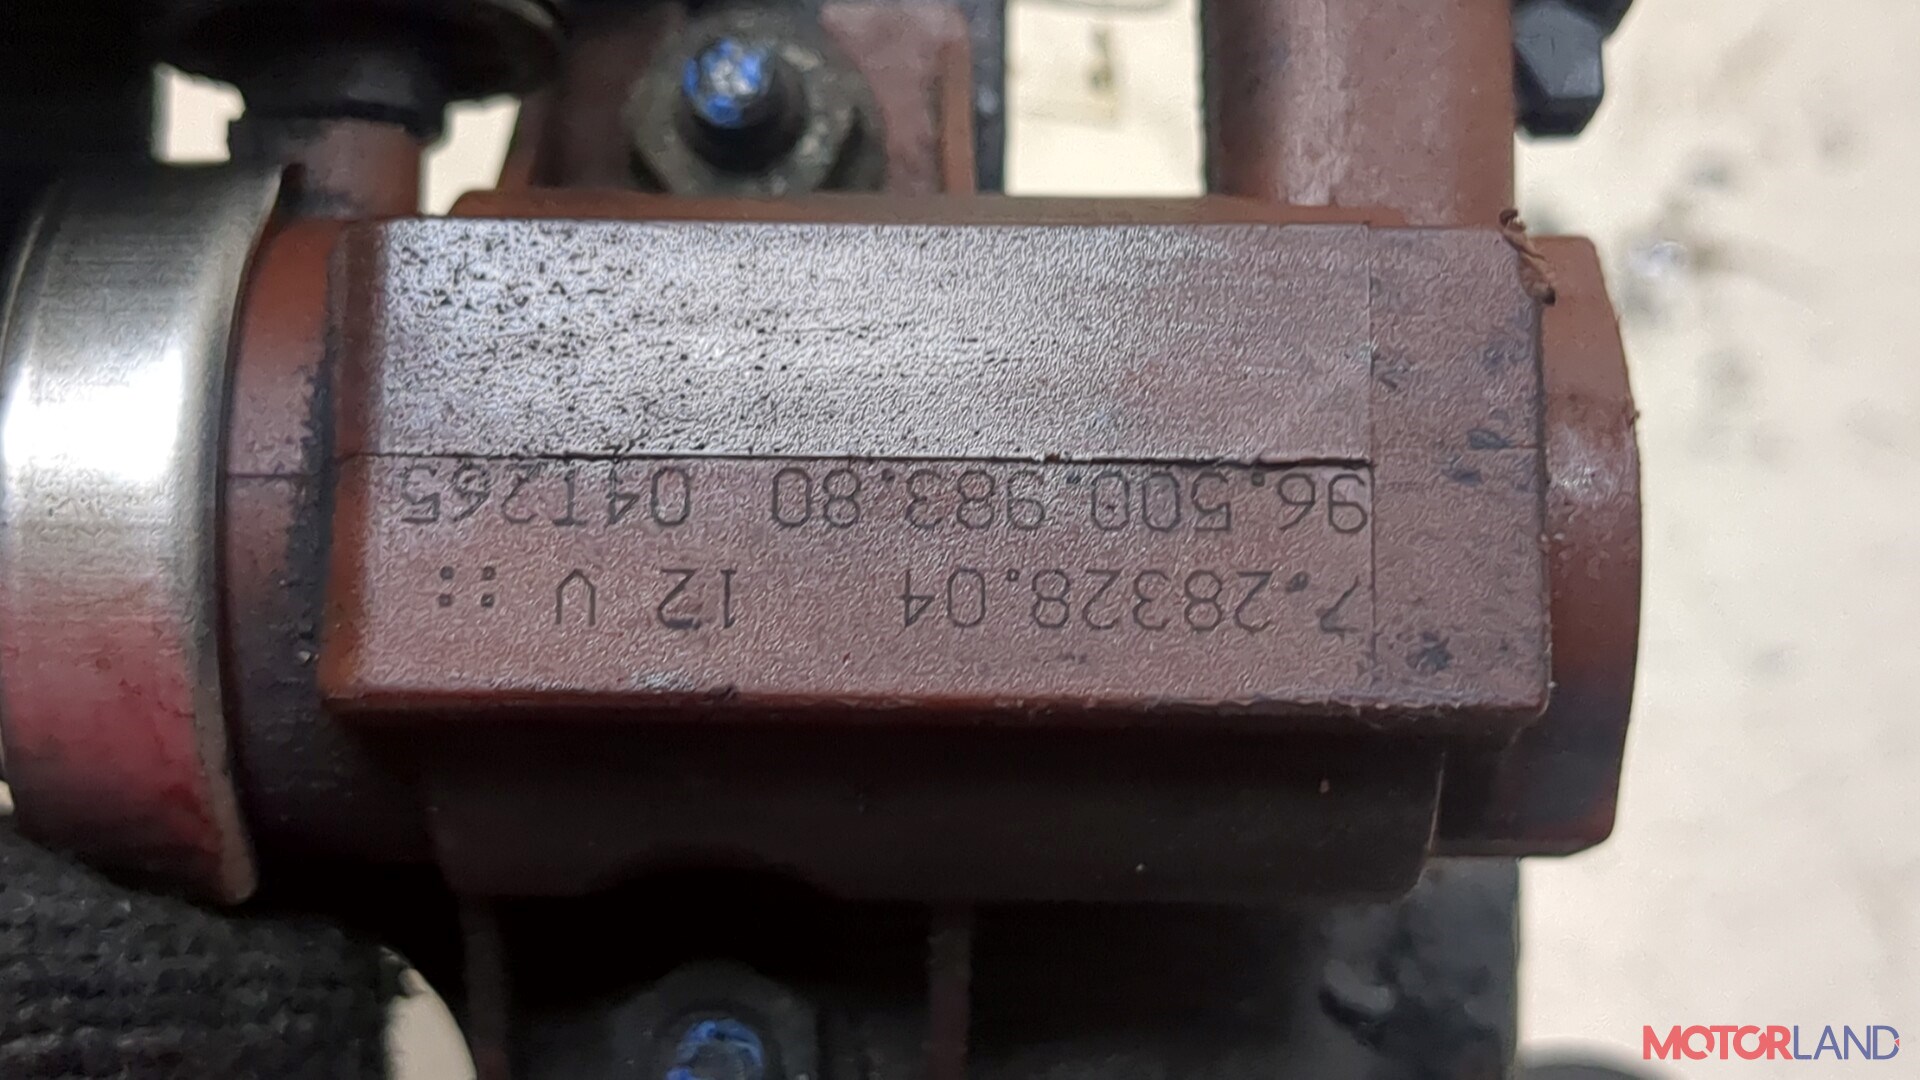 7.28328.04 12 V ::
96.500.983.80 04T265
MOTORLAND